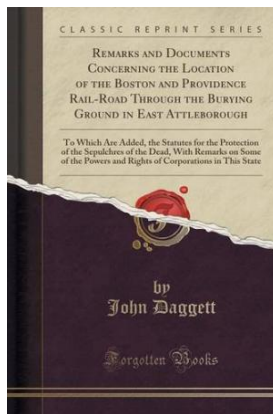 CLASSIC REPRINT SERIES
REMARKS AND DOCUMENTS
CONCERNING THE LOCATION
OF THE BOSTON AND PROVIDENCE
RAIL-ROAD THROUGH THE BURYING
GROUND IN EAST ATTLEBOROUGH
To Which Are Added, the Statutes for the Protection
of the Sepulchres of the Dead, With Remarks on Some
of the Powers and Rights of Corporations in This State
by
John Daggett
Forgotten Books